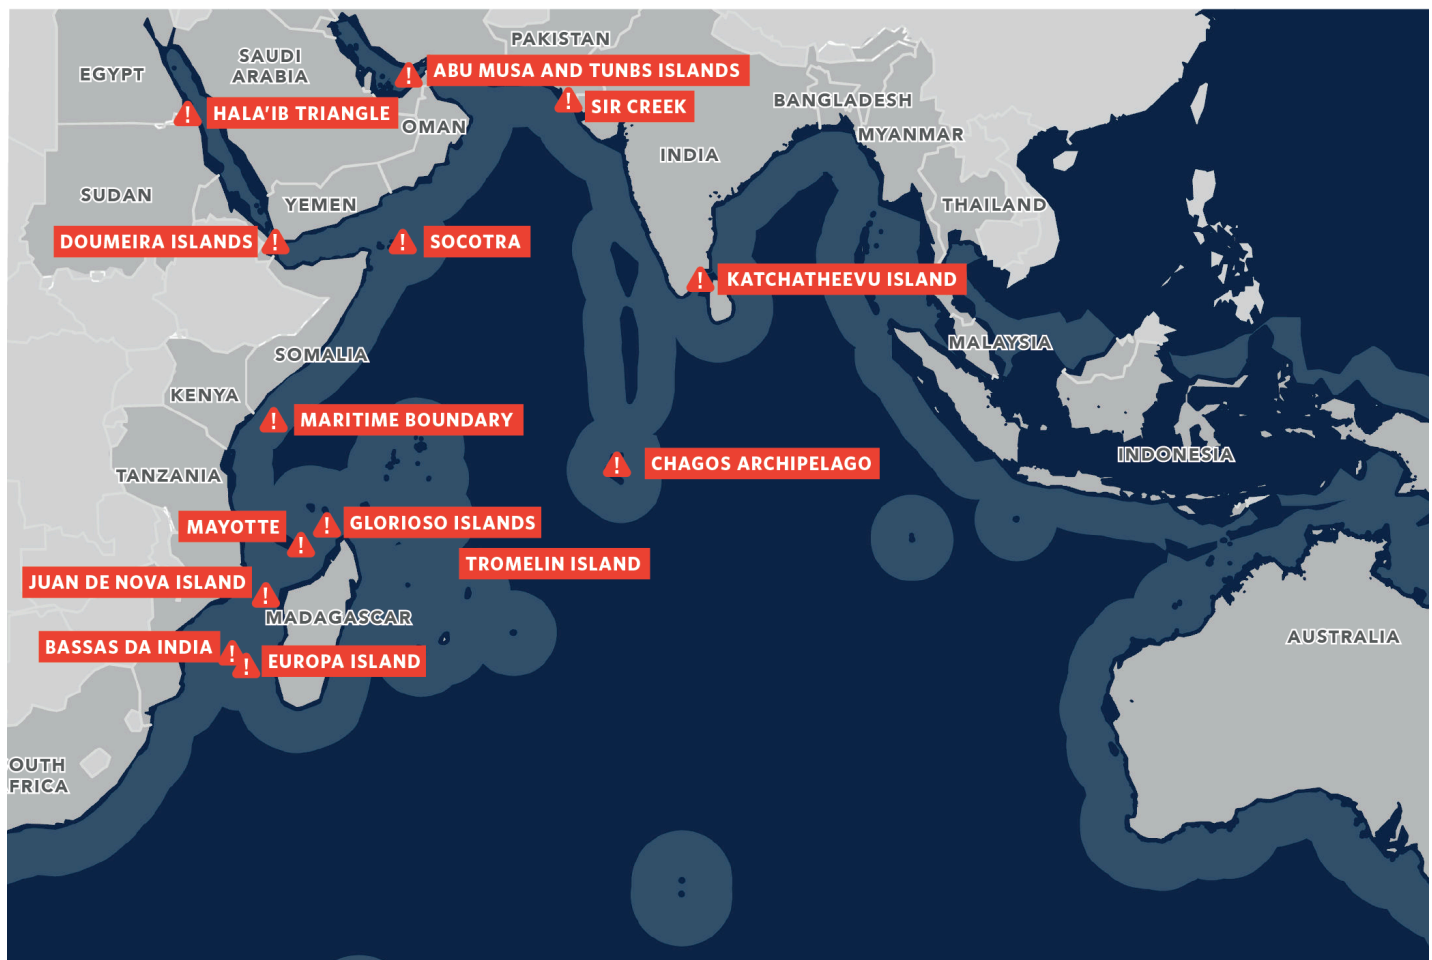 PAKISTAN
SAUDI
ARABIA
EGYPT
ABU MUSA AND TUNBS ISLANDS
BANGLADESH
SIR CREEK
HALA'IB TRIANGLE
OMAN
MYANMAR
INDIA
SUDAN
YEMEN
THAILAND
DOUMEIRA ISLANDS
SOCOTRA
KATCHATHEEVU ISLAND
MALAYSIA
SOMALIA
KENYA
MARITIME BOUNDARY
INDONESIA
CHAGOS ARCHIPELAGO
TANZANIA
MAYOTTE
GLORIOSO ISLANDS
TROMELIN ISLAND
JUAN DE NOVA ISLAND
MADAGASCAR
AUSTRALIA
BASSAS DA INDIA
EUROPA ISLAND
OUTH
FRICA